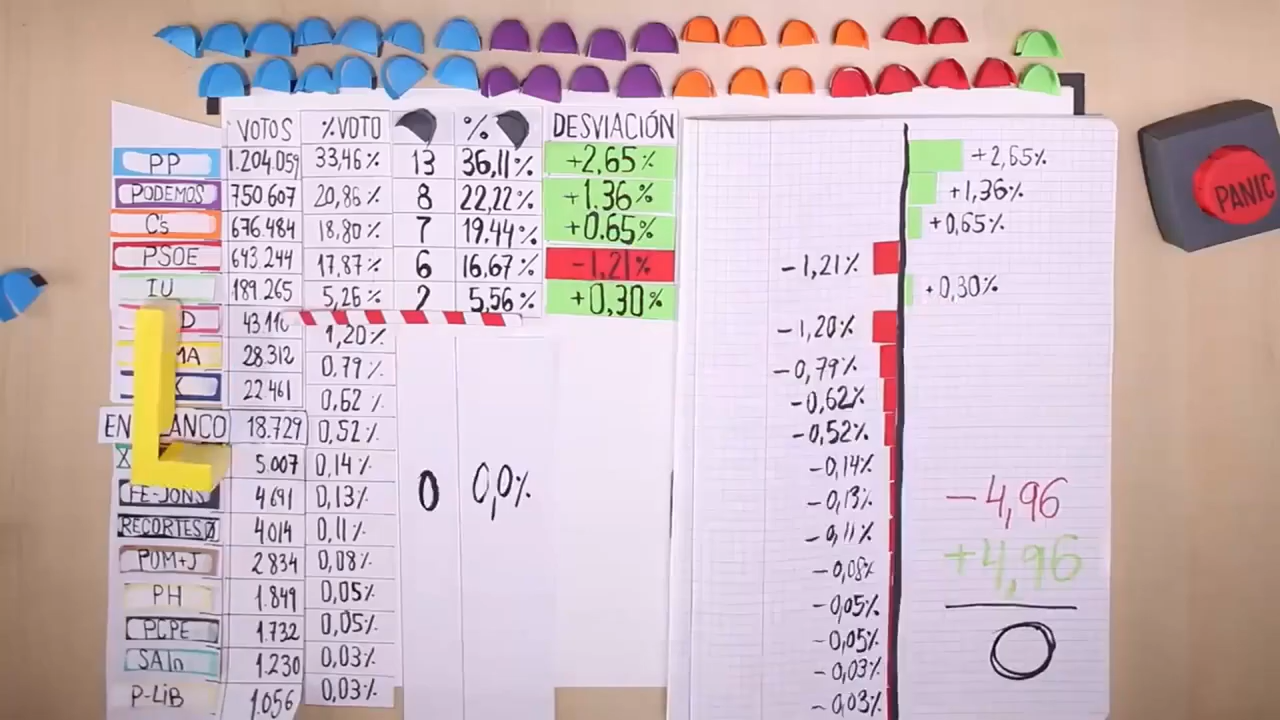 VOTOS %VOTO % DESVIACIÓN
PP 1.204.059 33,46% 13 36,11% +2,65% +2,65%
PODEMOS 750.607 20,86% 8 22,22% +1.36% +1,36%
C's 676.484 18,80% 7 19.44% +0.65% +0,65%
PSOE 643.244 17,87% 6 16,67% -1,21% -1,21%
IU 189.265 5,26% 2 5,56% +0,30% +0,30%
D 43.110 1,20% -1,20%
MA 28.312 0,79% -0,79%
22.461 0,62% -0,62%
EN BLANCO 18.729 0,52% -0,52%
5.007 0,14% -0,14%
FE-JONS 4691 0,13% 0 0,0% -0,13% -4,96
RECORTES Ø 4014 0,11% -0,11%
PUM+J 2834 0,08% -0,08% +4,96
PH 1.849 0,05% -0,05%
PCPE 1.732 0,05% -0,05% 0
SAIn 1.230 0,03% -0,03%
P-LiB 1.056 0,03% -0,03%
PANIC
L